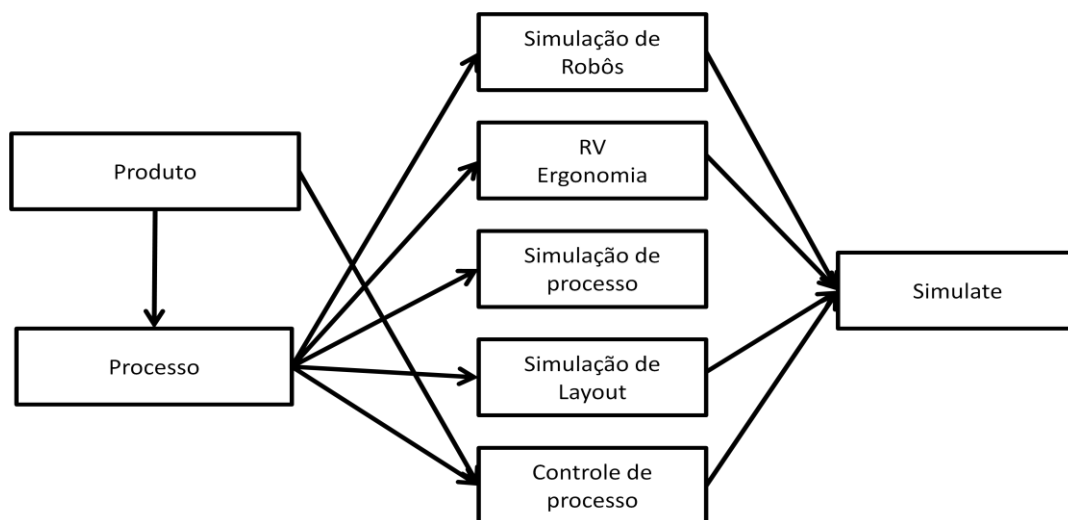 Produto
Processo
Simulação de
Robôs
RV
Ergonomia
Simulação de
processo
Simulação de
Layout
Controle de
processo
Simulate